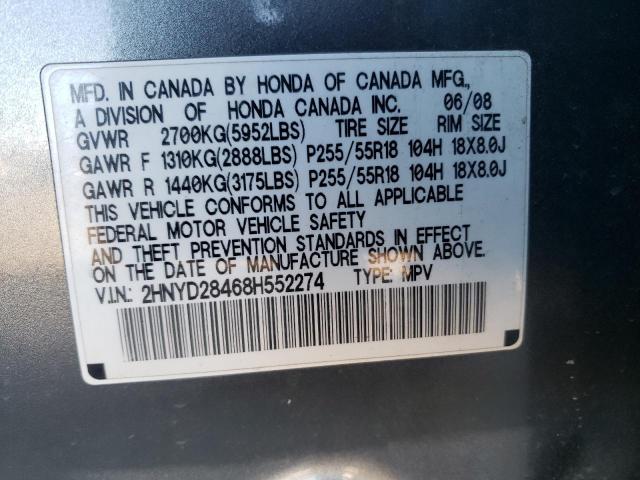 MFD. IN CANADA BY HONDA OF CANADA MFG.,
A DIVISION OF HONDA CANADA INC. 06/08
GVWR 2700KG(5952LBS) TIRE SIZE RIM SIZE
GAWR F 1310KG(2888LBS) P255/55R18 104H 18X8.0J
GAWR R 1440KG(3175LBS) P255/55R18 104H 18X8.0J
THIS VEHICLE CONFORMS TO ALL APPLICABLE
FEDERAL MOTOR VEHICLE SAFETY
AND THEFT PREVENTION STANDARDS IN EFFECT
ON THE DATE OF MANUFACTURE SHOWN ABOVE.
V.I.N.: 2HNYD28468H552274 TYPE: MPV